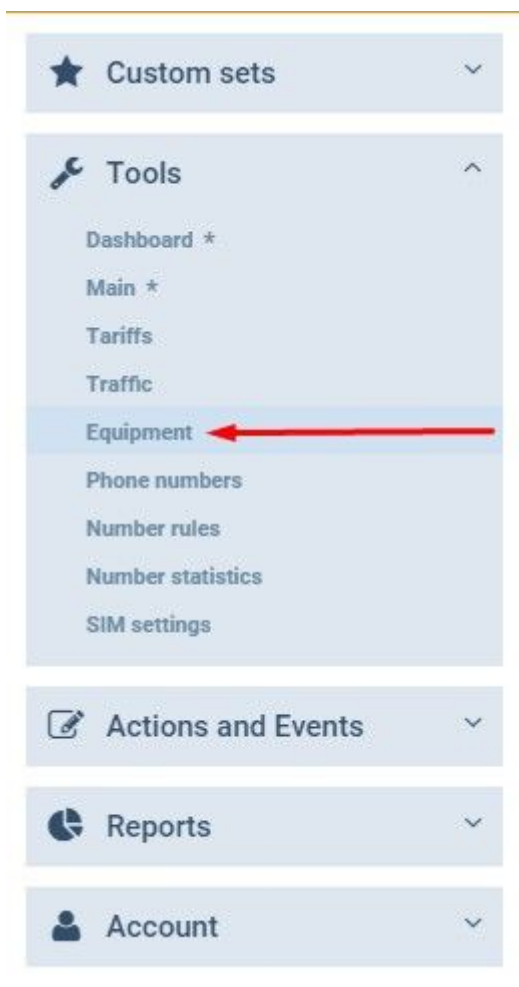 Custom sets
Tools
Dashboard *
Main *
Tariffs
Traffic
Equipment
Phone numbers
Number rules
Number statistics
SIM settings
Actions and Events
Reports
Account